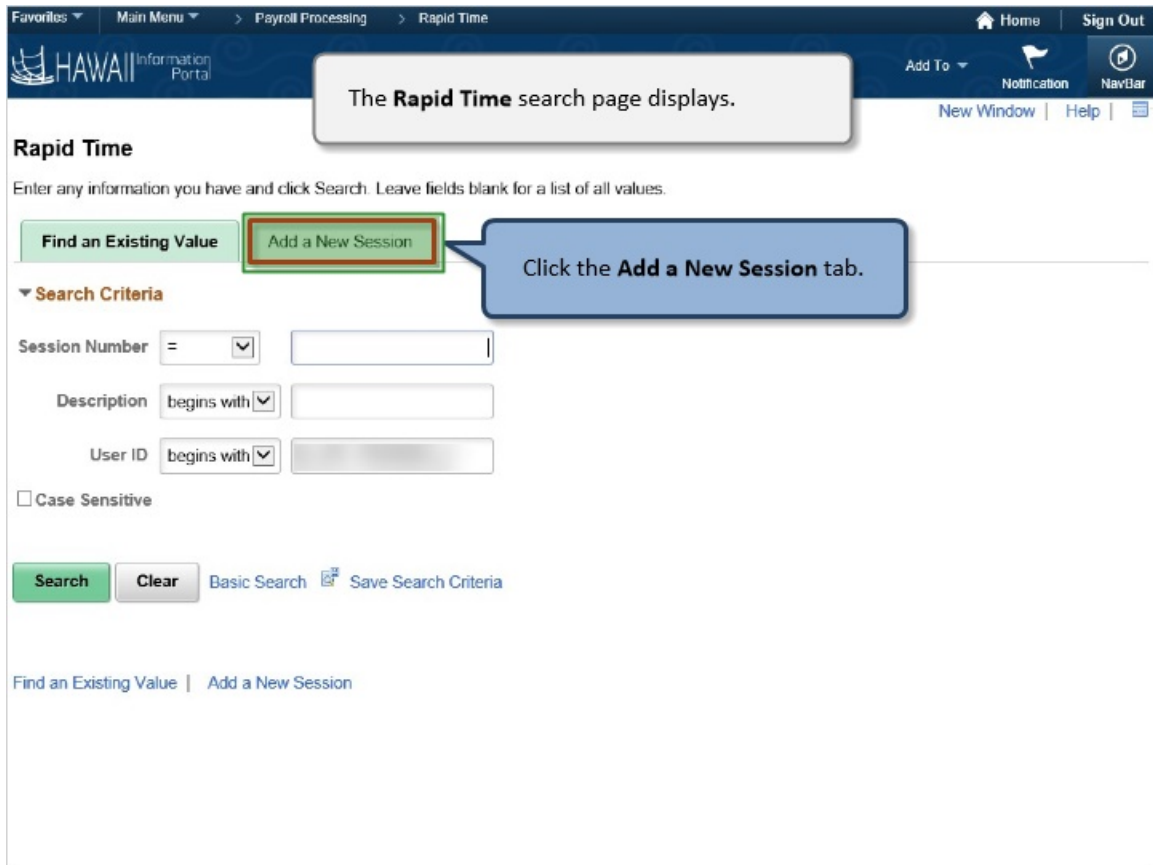 Favorites Main Menu > Payroll Processing > Rapid Time Home Sign Out
HAWAII Information Portal
Add To Notification NavBar
The Rapid Time search page displays.
New Window | Help |
Rapid Time
Enter any information you have and click Search. Leave fields blank for a list of all values.
Find an Existing Value Add a New Session
Click the Add a New Session tab.
Search Criteria
Session Number =
Description begins with
User ID begins with
Case Sensitive
Search Clear Basic Search Save Search Criteria
Find an Existing Value | Add a New Session